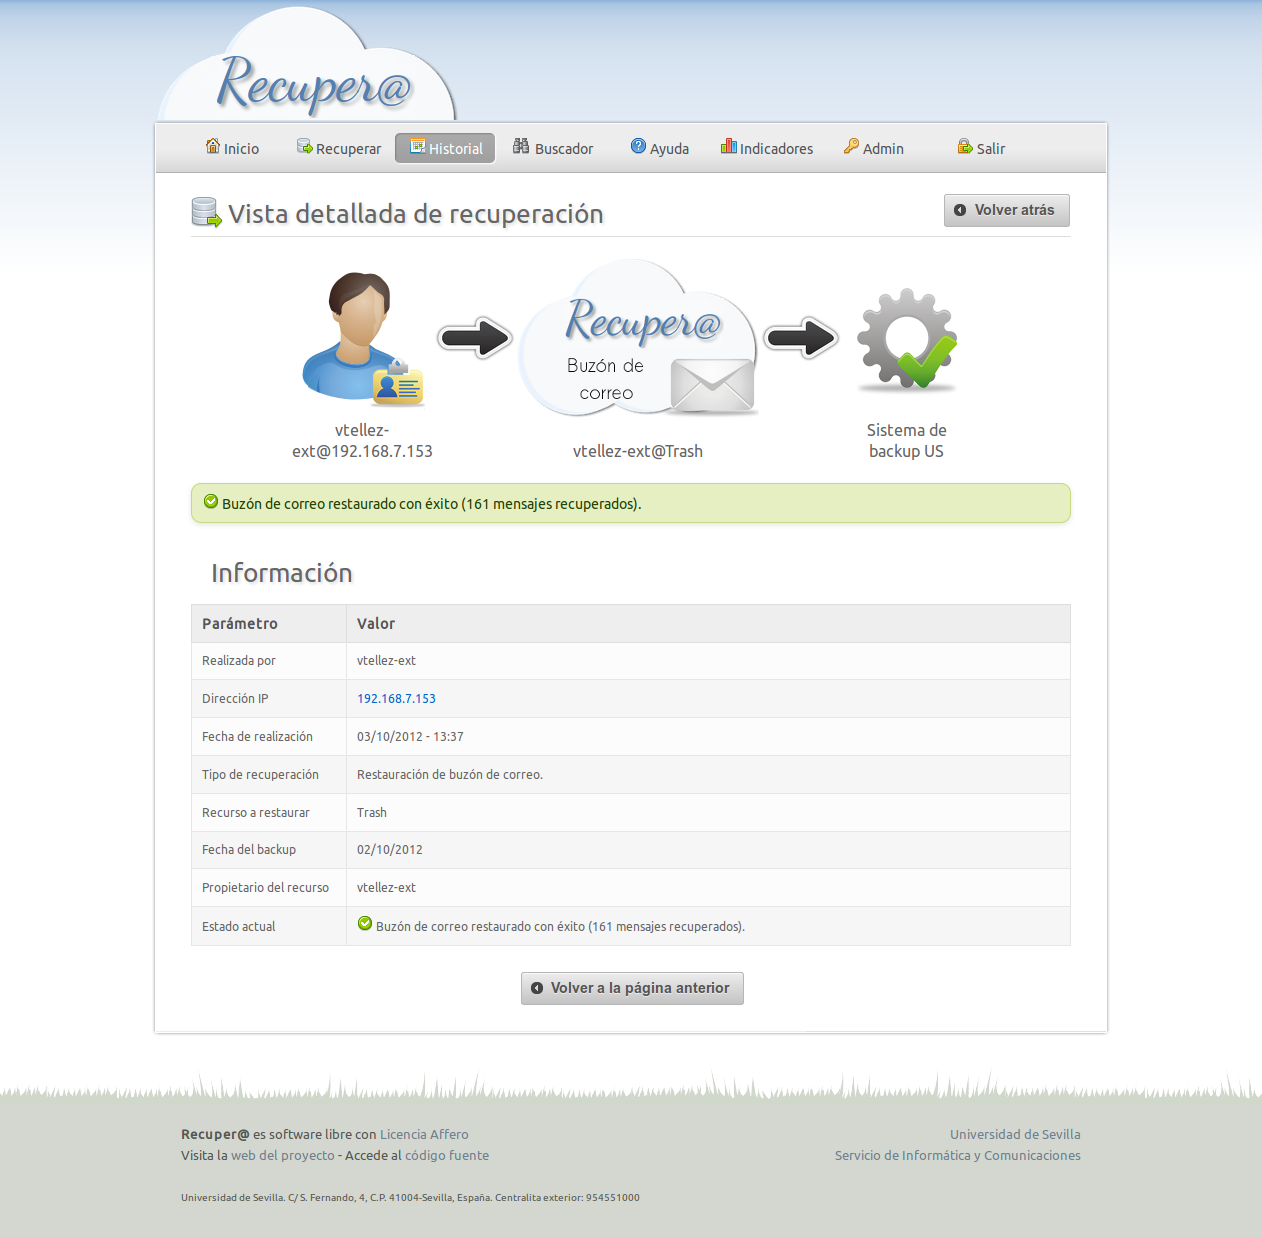 Recuper@
Inicio Recuperar Historial Buscador Ayuda Indicadores Admin Salir
Vista detallada de recuperación
Volver atrás
Recuper@
Buzón de
correo
vtellez-
ext@192.168.7.153
vtellez-ext@Trash
Sistema de
backup US
Buzón de correo restaurado con éxito (161 mensajes recuperados).
Información
Parámetro Valor
Realizada por vtellez-ext
Dirección IP 192.168.7.153
Fecha de realización 03/10/2012 - 13:37
Tipo de recuperación Restauración de buzón de correo.
Recurso a restaurar Trash
Fecha del backup 02/10/2012
Propietario del recurso vtellez-ext
Estado actual Buzón de correo restaurado con éxito (161 mensajes recuperados).
Volver a la página anterior
Recuper@ es software libre con Licencia Affero
Visita la web del proyecto - Accede al código fuente
Universidad de Sevilla
Servicio de Informática y Comunicaciones
Universidad de Sevilla. C/ S. Fernando, 4, C.P. 41004-Sevilla, España. Centralita exterior: 954551000